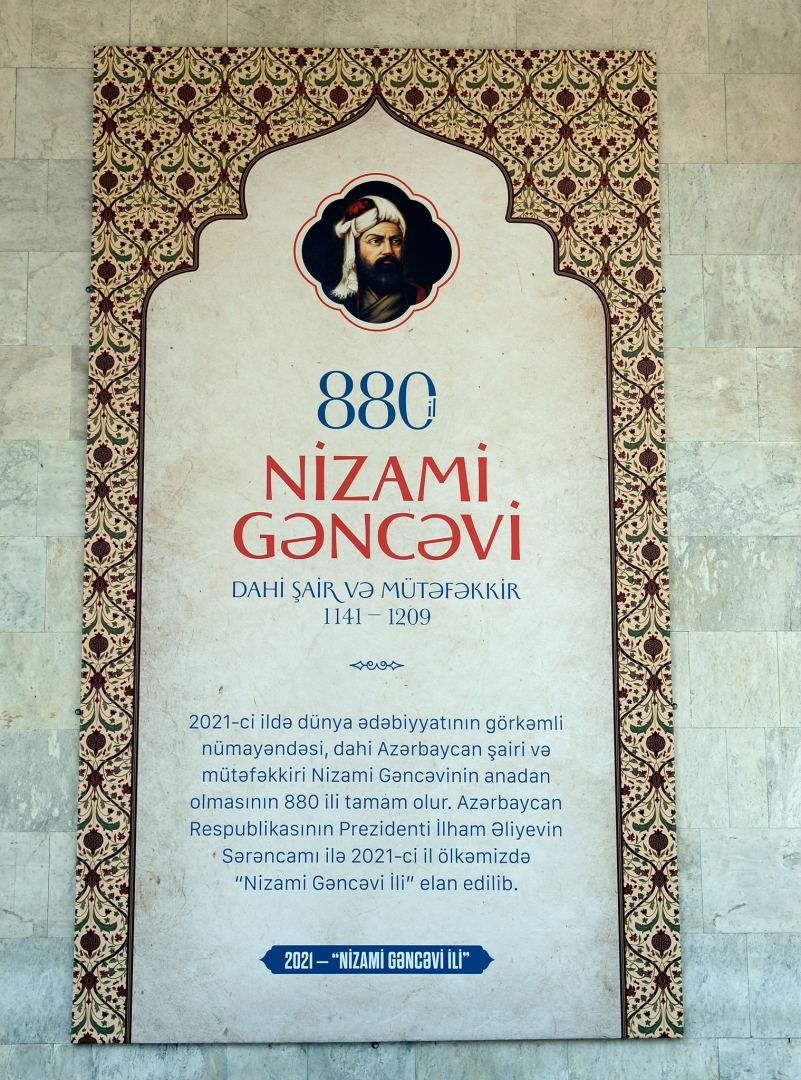 880
il
NİZAMİ
GƏNCƏVİ
DAHİ ŞAİR VƏ MÜTƏFƏKKİR
1141 – 1209
2021-ci ildə dünya ədəbiyyatının görkəmli
nümayəndəsi, dahi Azərbaycan şairi və
mütəfəkkiri Nizami Gəncəvinin anadan
olmasının 880 ili tamam olur. Azərbaycan
Respublikasının Prezidenti İlham Əliyevin
Sərəncamı ilə 2021-ci il ölkəmizdə
“Nizami Gəncəvi İli” elan edilib.
2021 – “NİZAMİ GƏNCƏVİ İLİ”